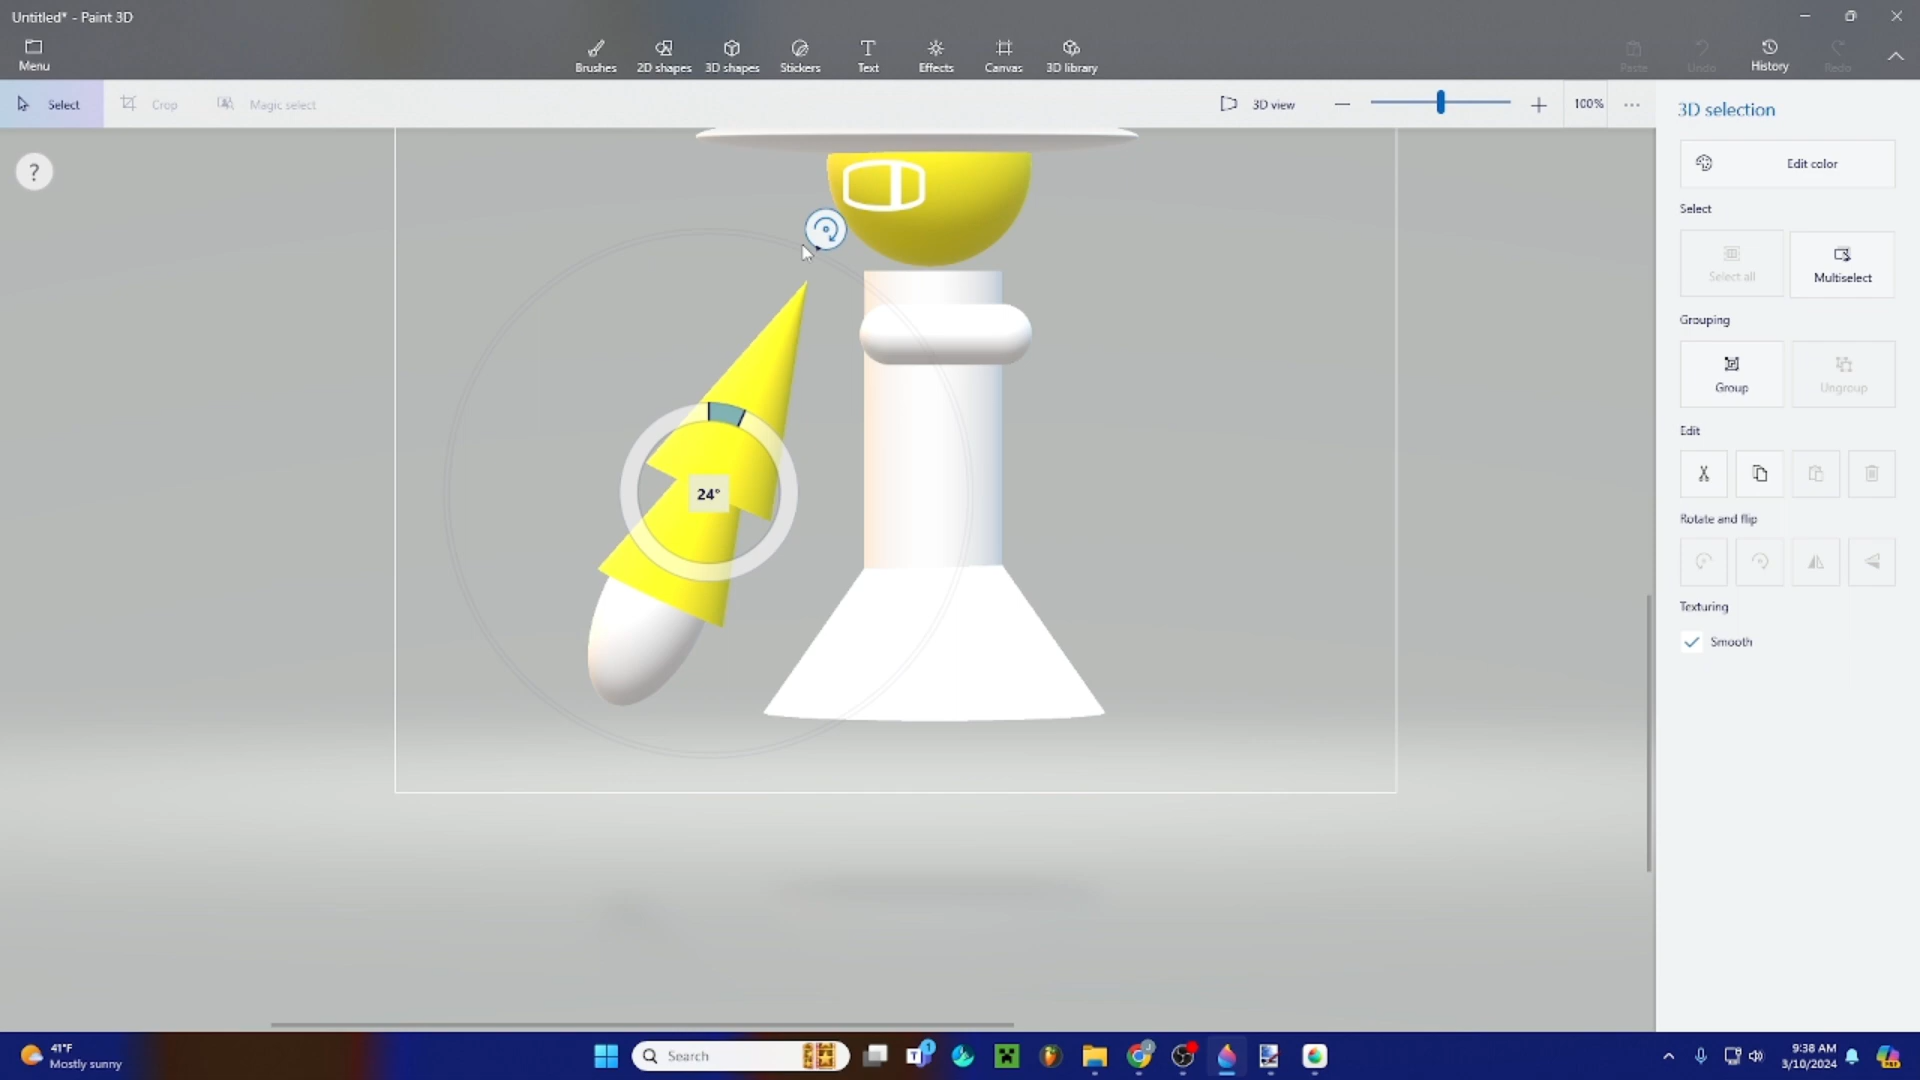 Untitled* - Paint 3D
Menu
Brushes
2D shapes
3D shapes
Stickers
Text
Effects
Canvas
3D library
Paste
Undo
History
Redo
Select
Crop
Magic select
3D view
100%
?
24°
3D selection
Edit color
Select
Select all
Multiselect
Grouping
Group
Ungroup
Edit
Rotate and flip
Texturing
Smooth
41°F
Mostly sunny
Search
1
9:38 AM
3/10/2024